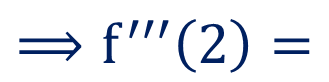 ⟹ f′′′(2) =